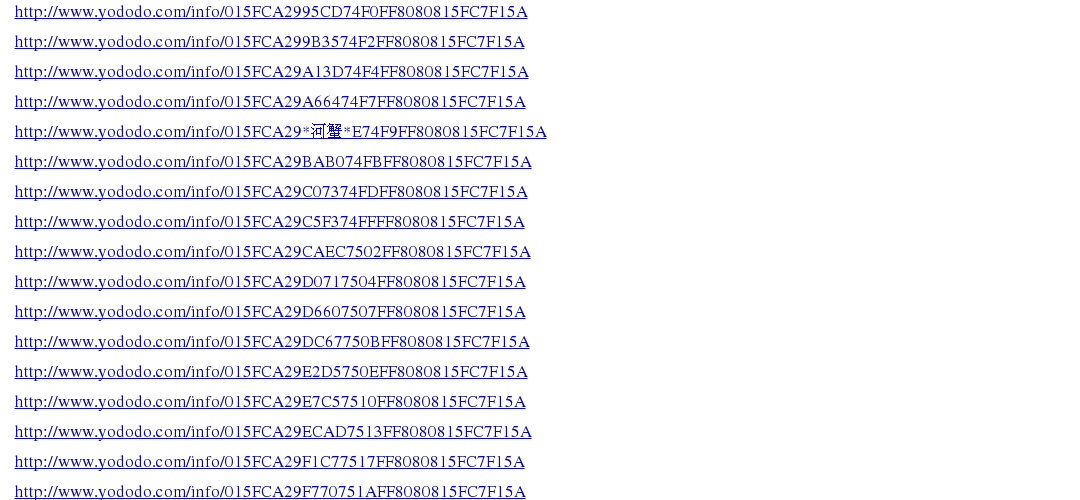 http://www.yododo.com/info/015FCA2995CD74F0FF8080815FC7F15A
http://www.yododo.com/info/015FCA299B3574F2FF8080815FC7F15A
http://www.yododo.com/info/015FCA29A13D74F4FF8080815FC7F15A
http://www.yododo.com/info/015FCA29A66474F7FF8080815FC7F15A
http://www.yododo.com/info/015FCA29*河蟹*E74F9FF8080815FC7F15A
http://www.yododo.com/info/015FCA29BAB074FBFF8080815FC7F15A
http://www.yododo.com/info/015FCA29C07374FDFF8080815FC7F15A
http://www.yododo.com/info/015FCA29C5F374FFFF8080815FC7F15A
http://www.yododo.com/info/015FCA29CAEC7502FF8080815FC7F15A
http://www.yododo.com/info/015FCA29D0717504FF8080815FC7F15A
http://www.yododo.com/info/015FCA29D6607507FF8080815FC7F15A
http://www.yododo.com/info/015FCA29DC67750BFF8080815FC7F15A
http://www.yododo.com/info/015FCA29E2D5750EFF8080815FC7F15A
http://www.yododo.com/info/015FCA29E7C57510FF8080815FC7F15A
http://www.yododo.com/info/015FCA29ECAD7513FF8080815FC7F15A
http://www.yododo.com/info/015FCA29F1C77517FF8080815FC7F15A
http://www.yododo.com/info/015FCA29F770751AFF8080815FC7F15A